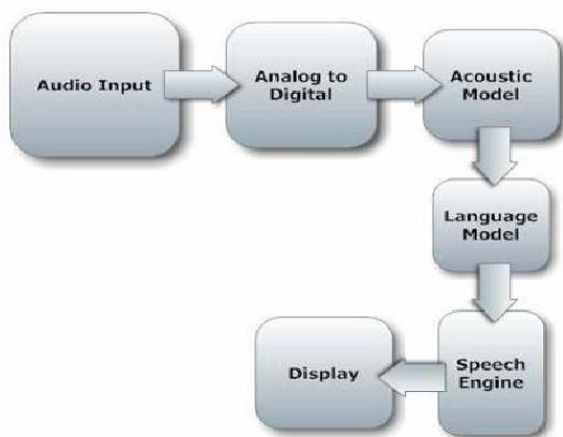 Audio Input
Analog to
Digital
Acoustic
Model
Language
Model
Speech
Engine
Display